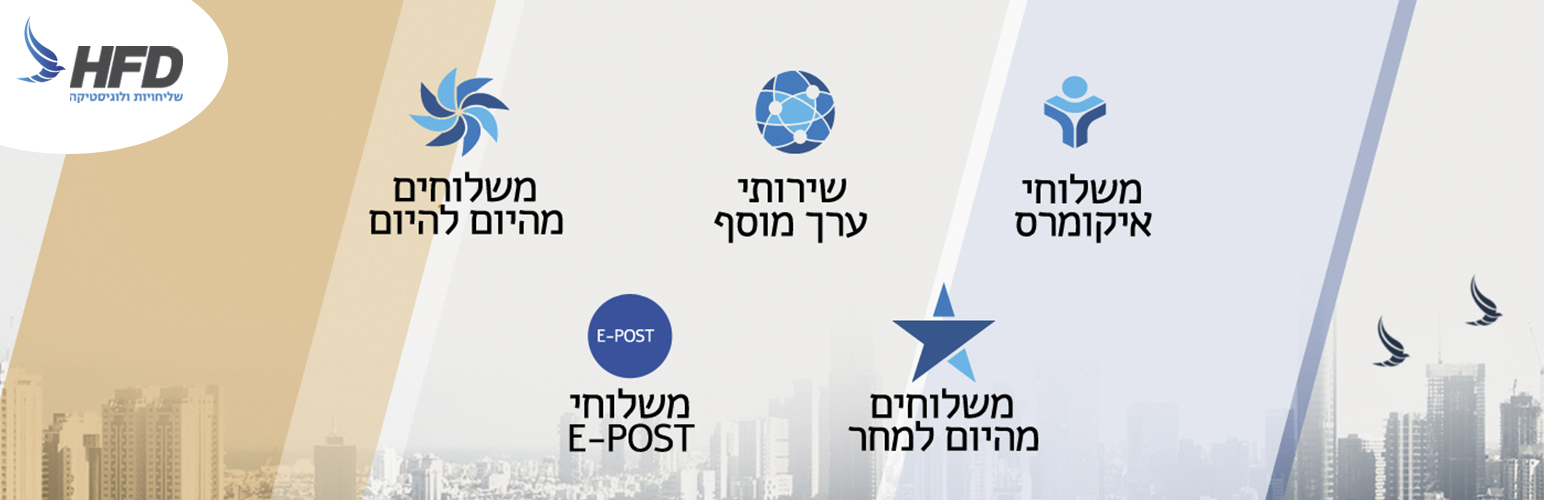 HFD
שליחויות ולוגיסטיקה
משלוחי
איקומרס
שירותי
ערך מוסף
משלוחים
מהיום להיום
משלוחים
מהיום למחר
E-POST
משלוחי
E-POST